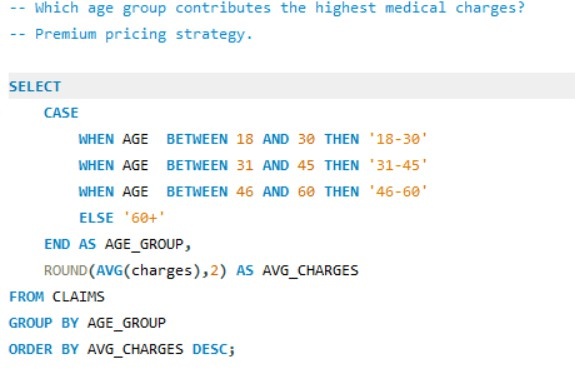 -- Which age group contributes the highest medical charges?
-- Premium pricing strategy.
SELECT
CASE
WHEN AGE  BETWEEN 18 AND 30 THEN '18-30'
WHEN AGE  BETWEEN 31 AND 45 THEN '31-45'
WHEN AGE  BETWEEN 46 AND 60 THEN '46-60'
ELSE '60+'
END AS AGE_GROUP,
ROUND(AVG(charges),2) AS AVG_CHARGES
FROM CLAIMS
GROUP BY AGE_GROUP
ORDER BY AVG_CHARGES DESC;